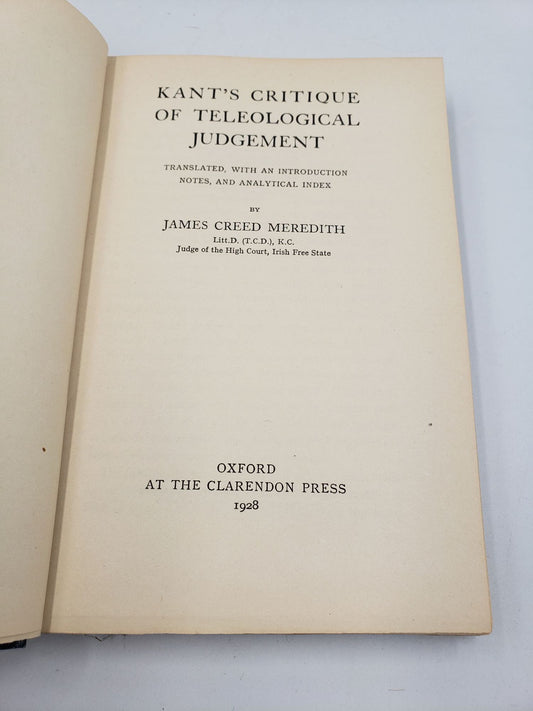 KANT'S CRITIQUE
OF TELEOLOGICAL
JUDGEMENT
TRANSLATED, WITH AN INTRODUCTION
NOTES, AND ANALYTICAL INDEX
BY
JAMES CREED MEREDITH
Litt.D. (T.C.D.), K.C.
Judge of the High Court, Irish Free State
OXFORD
AT THE CLARENDON PRESS
1928